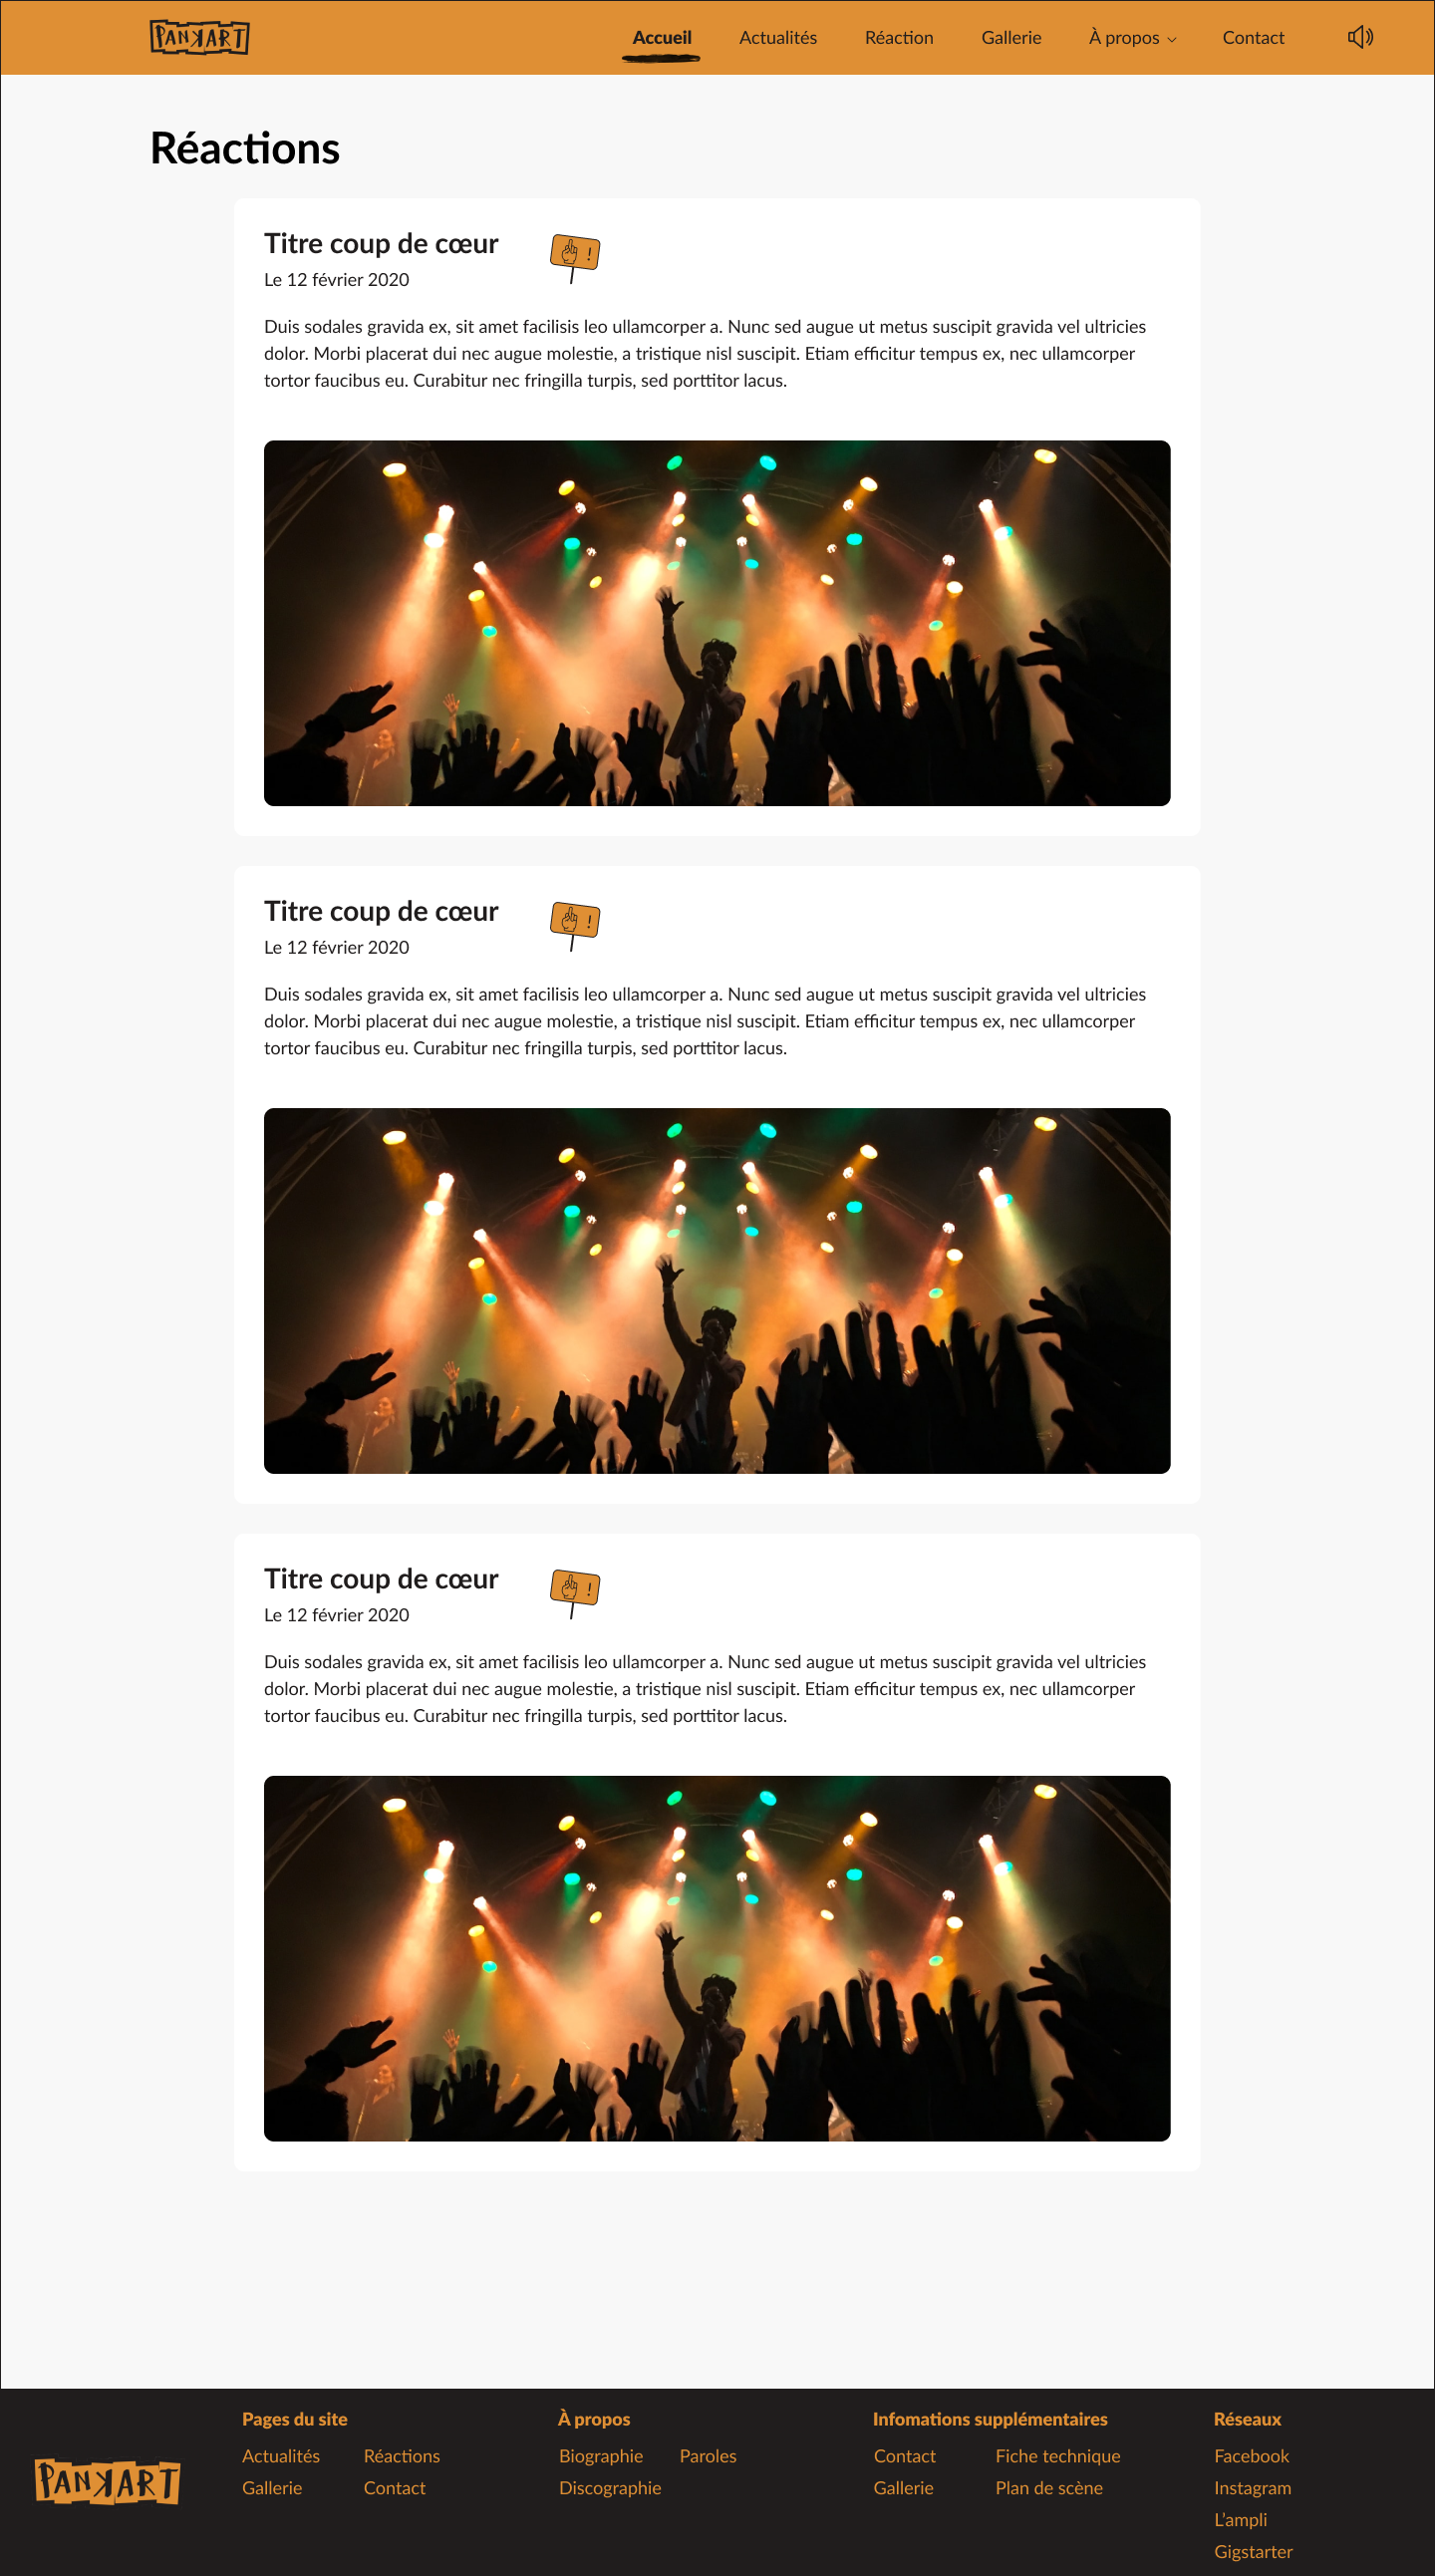 PANKART
Accueil
Actualités
Réaction
Gallerie
À propos
Contact
Réactions
Titre coup de cœur
!
Le 12 février 2020
Duis sodales gravida ex, sit amet facilisis leo ullamcorper a. Nunc sed augue ut metus suscipit gravida vel ultricies
dolor. Morbi placerat dui nec augue molestie, a tristique nisl suscipit. Etiam efficitur tempus ex, nec ullamcorper
tortor faucibus eu. Curabitur nec fringilla turpis, sed porttitor lacus.
Titre coup de cœur
!
Le 12 février 2020
Duis sodales gravida ex, sit amet facilisis leo ullamcorper a. Nunc sed augue ut metus suscipit gravida vel ultricies
dolor. Morbi placerat dui nec augue molestie, a tristique nisl suscipit. Etiam efficitur tempus ex, nec ullamcorper
tortor faucibus eu. Curabitur nec fringilla turpis, sed porttitor lacus.
Titre coup de cœur
!
Le 12 février 2020
Duis sodales gravida ex, sit amet facilisis leo ullamcorper a. Nunc sed augue ut metus suscipit gravida vel ultricies
dolor. Morbi placerat dui nec augue molestie, a tristique nisl suscipit. Etiam efficitur tempus ex, nec ullamcorper
tortor faucibus eu. Curabitur nec fringilla turpis, sed porttitor lacus.
PANKART
Pages du site
Actualités
Réactions
Gallerie
Contact
À propos
Biographie
Paroles
Discographie
Infomations supplémentaires
Contact
Fiche technique
Gallerie
Plan de scène
Réseaux
Facebook
Instagram
L'ampli
Gigstarter